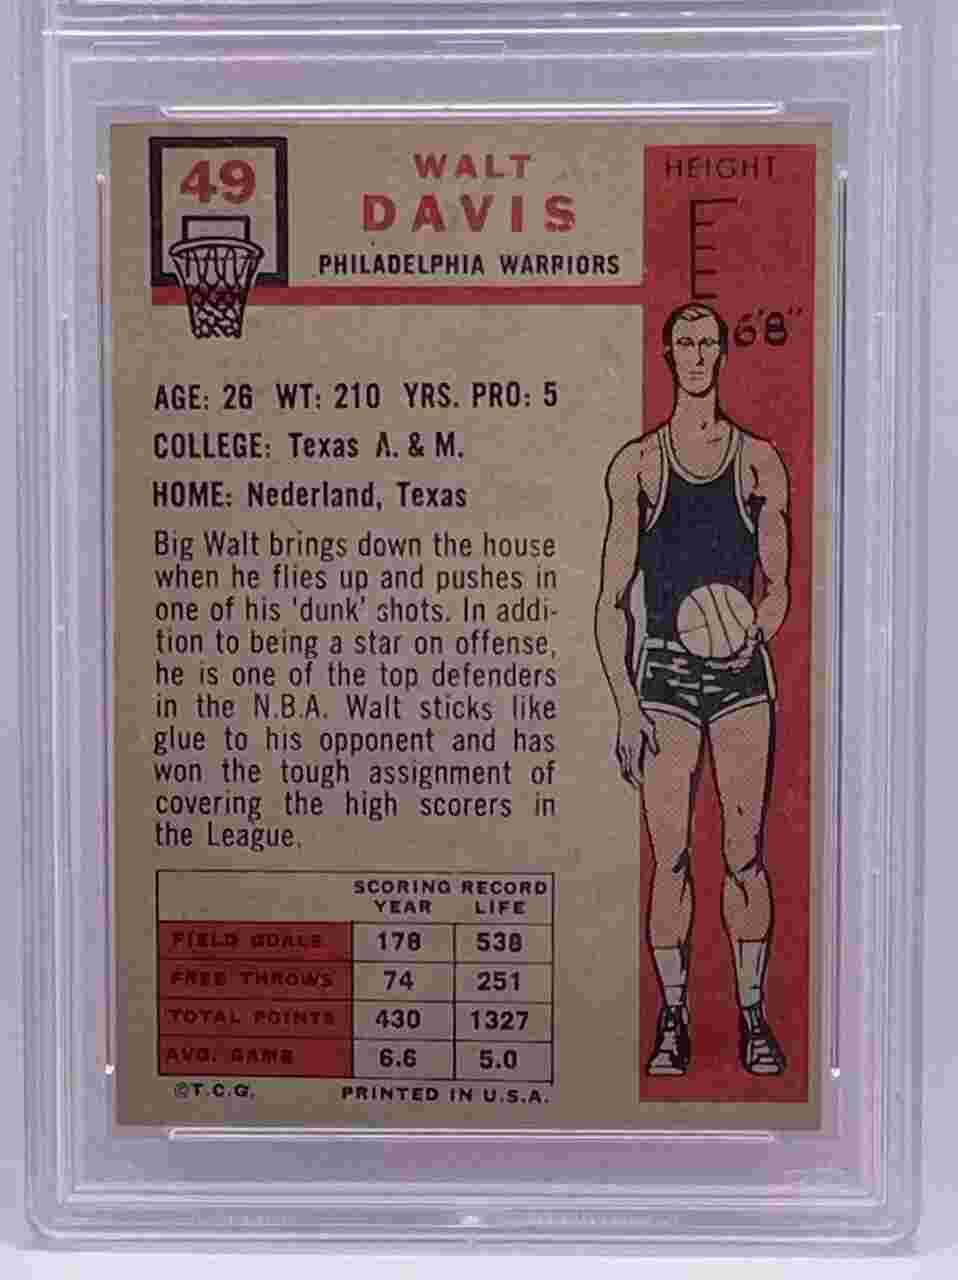 49
WALT
DAVIS
PHILADELPHIA WARRIORS
HEIGHT
6'8"
AGE: 26 WT: 210 YRS. PRO: 5
COLLEGE: Texas A. & M.
HOME: Nederland, Texas
Big Walt brings down the house
when he flies up and pushes in
one of his 'dunk' shots. In addi-
tion to being a star on offense,
he is one of the top defenders
in the N.B.A. Walt sticks like
glue to his opponent and has
won the tough assignment of
covering the high scorers in
the League.
SCORING RECORD
YEAR LIFE
FIELD GOALS 178 538
FREE THROWS 74 251
TOTAL POINTS 430 1327
AVG. GAME 6.6 5.0
©T.C.G. PRINTED IN U.S.A.